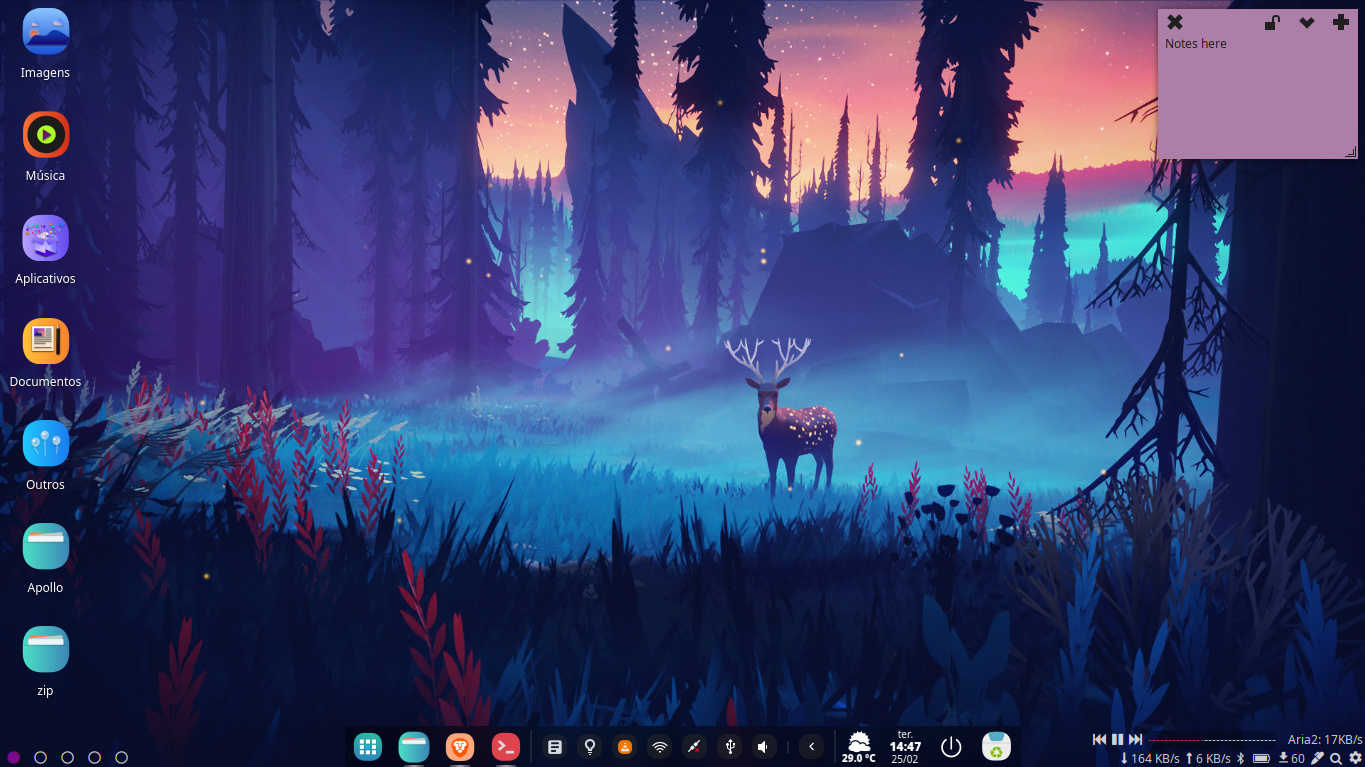 Imagens
Música
Aplicativos
Documentos
Outros
Apollo
zip
Notes here
29.0 °C
ter.
14:47
25/02
Aria2: 17KB/s
164 KB/s 6 KB/s 60